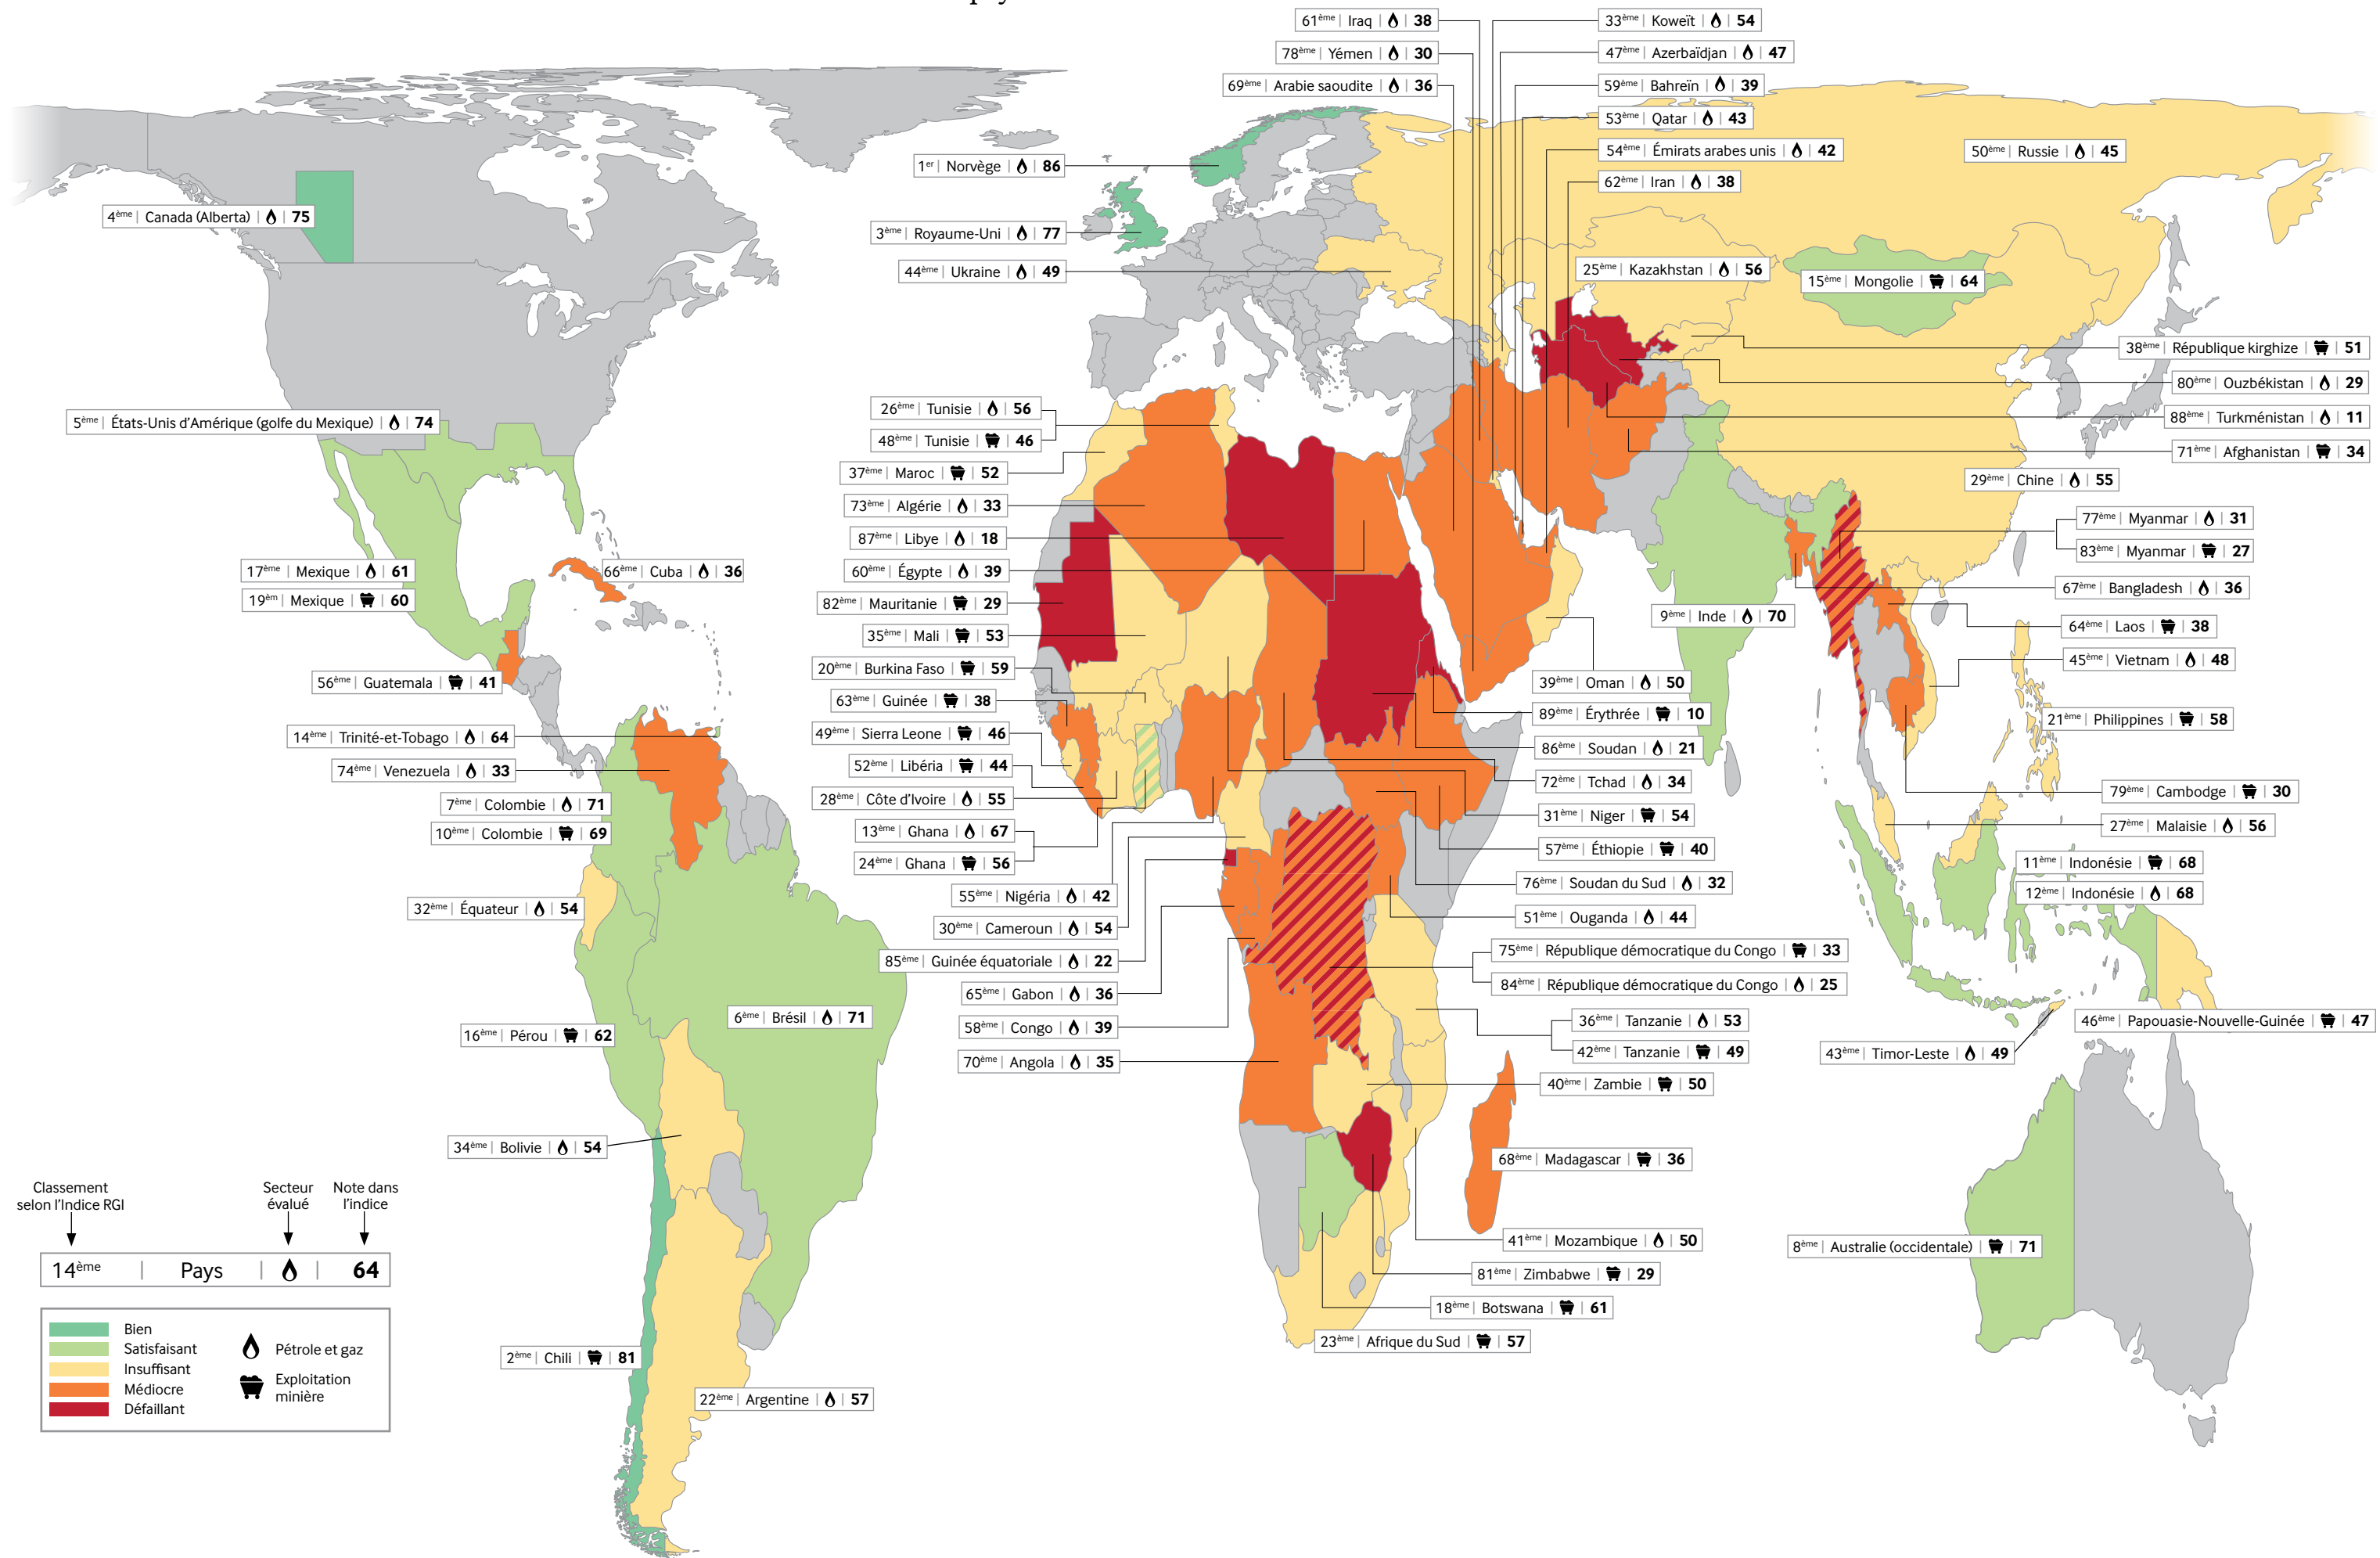 61ème | Iraq | 38
33ème | Koweït | 54
78ème | Yémen | 30
47ème | Azerbaïdjan | 47
69ème | Arabie saoudite | 36
59ème | Bahreïn | 39
53ème | Qatar | 43
54ème | Émirats arabes unis | 42
50ème | Russie | 45
1er | Norvège | 86
62ème | Iran | 38
4ème | Canada (Alberta) | 75
3ème | Royaume-Uni | 77
44ème | Ukraine | 49
25ème | Kazakhstan | 56
15ème | Mongolie | 64
38ème | République kirghize | 51
80ème | Ouzbékistan | 29
5ème | États-Unis d'Amérique (golfe du Mexique) | 74
26ème | Tunisie | 56
88ème | Turkménistan | 11
48ème | Tunisie | 46
71ème | Afghanistan | 34
37ème | Maroc | 52
29ème | Chine | 55
73ème | Algérie | 33
77ème | Myanmar | 31
87ème | Libye | 18
83ème | Myanmar | 27
17ème | Mexique | 61
66ème | Cuba | 36
60ème | Égypte | 39
67ème | Bangladesh | 36
19èm | Mexique | 60
82ème | Mauritanie | 29
9ème | Inde | 70
64ème | Laos | 38
35ème | Mali | 53
45ème | Vietnam | 48
20ème | Burkina Faso | 59
56ème | Guatemala | 41
39ème | Oman | 50
63ème | Guinée | 38
89ème | Érythrée | 10
21ème | Philippines | 58
14ème | Trinité-et-Tobago | 64
49ème | Sierra Leone | 46
86ème | Soudan | 21
74ème | Venezuela | 33
52ème | Libéria | 44
72ème | Tchad | 34
79ème | Cambodge | 30
7ème | Colombie | 71
28ème | Côte d'Ivoire | 55
31ème | Niger | 54
27ème | Malaisie | 56
10ème | Colombie | 69
13ème | Ghana | 67
57ème | Éthiopie | 40
24ème | Ghana | 56
11ème | Indonésie | 68
76ème | Soudan du Sud | 32
12ème | Indonésie | 68
55ème | Nigéria | 42
32ème | Équateur | 54
51ème | Ouganda | 44
30ème | Cameroun | 54
75ème | République démocratique du Congo | 33
85ème | Guinée équatoriale | 22
84ème | République démocratique du Congo | 25
65ème | Gabon | 36
6ème | Brésil | 71
36ème | Tanzanie | 53
46ème | Papouasie-Nouvelle-Guinée | 47
58ème | Congo | 39
16ème | Pérou | 62
42ème | Tanzanie | 49
43ème | Timor-Leste | 49
70ème | Angola | 35
40ème | Zambie | 50
34ème | Bolivie | 54
68ème | Madagascar | 36
41ème | Mozambique | 50
8ème | Australie (occidentale) | 71
81ème | Zimbabwe | 29
18ème | Botswana | 61
23ème | Afrique du Sud | 57
2ème | Chili | 81
22ème | Argentine | 57
Classement
selon l'Indice RGI
Secteur
évalué
Note dans
l'indice
14ème | Pays | 64
Bien
Satisfaisant
Insuffisant
Médiocre
Défaillant
Pétrole et gaz
Exploitation
minière